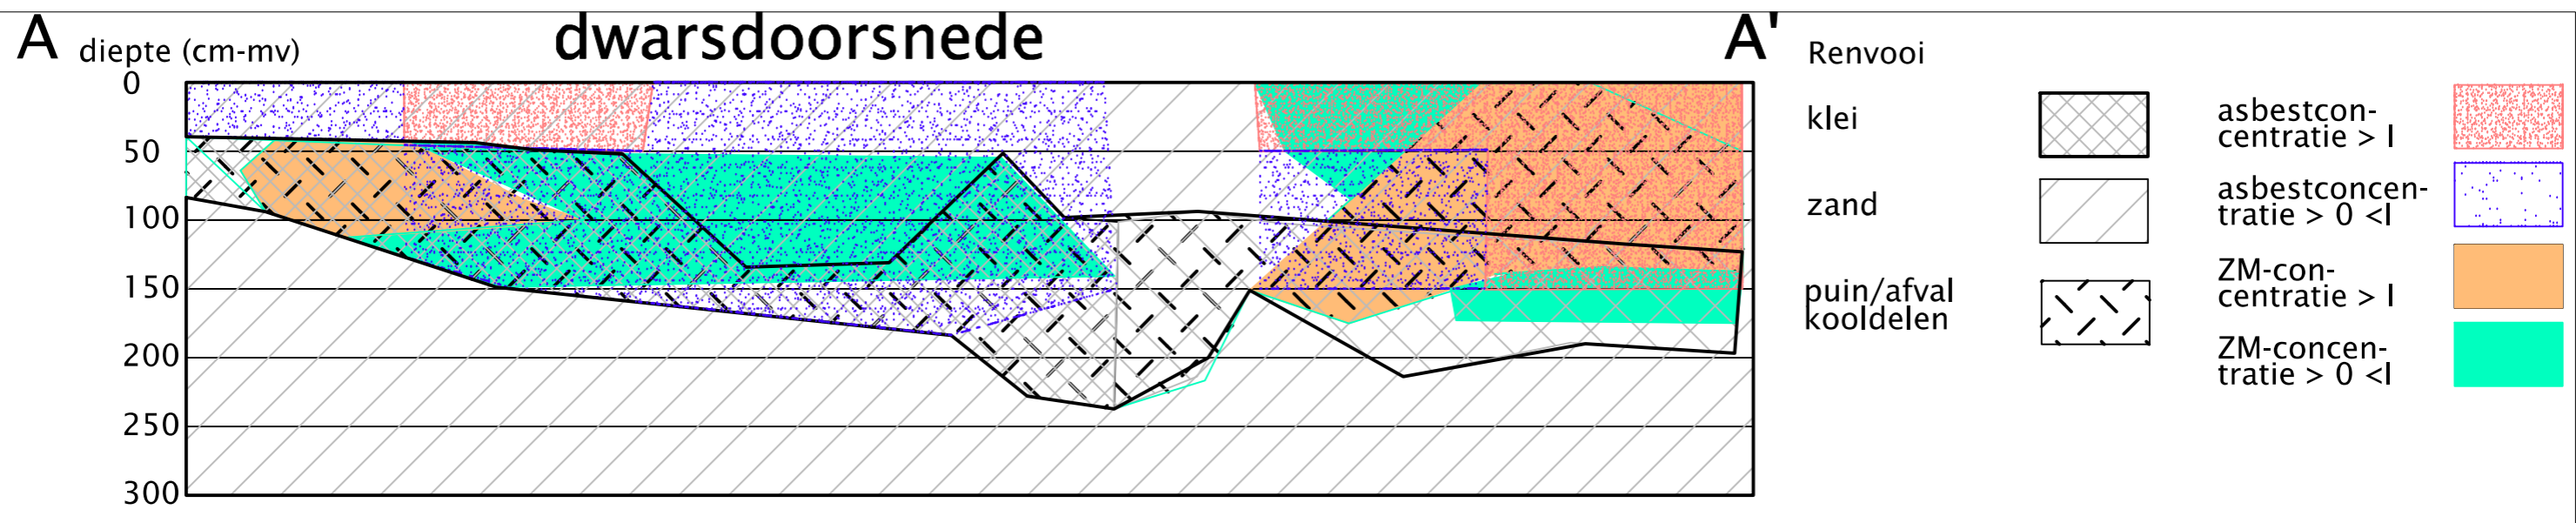 A diepte (cm-mv) dwarsdoorsnede A'
0
50
100
150
200
250
300
Renvooi
klei
zand
puin/afval
kooldelen
asbestcon-
centratie > I
asbestconcen-
tratie > 0 <I
ZM-con-
centratie > I
ZM-concen-
tratie > 0 <I